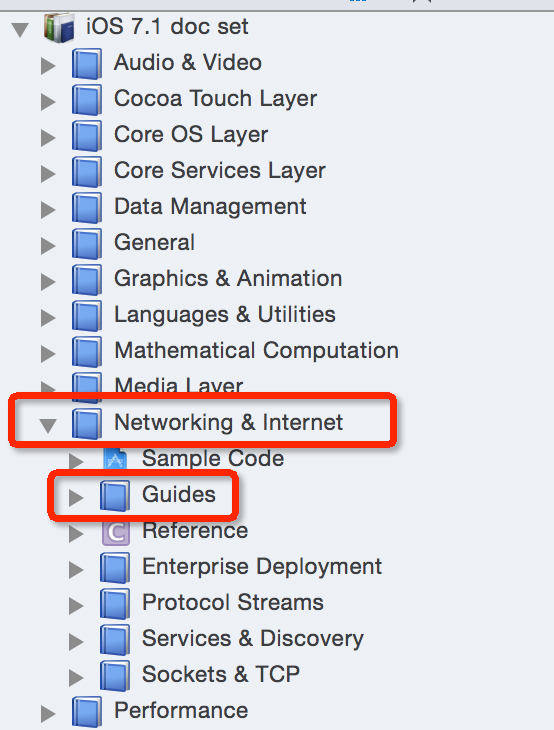 iOS 7.1 doc set
Audio & Video
Cocoa Touch Layer
Core OS Layer
Core Services Layer
Data Management
General
Graphics & Animation
Languages & Utilities
Mathematical Computation
Media Layer
Networking & Internet
Sample Code
Guides
C Reference
Enterprise Deployment
Protocol Streams
Services & Discovery
Sockets & TCP
Performance